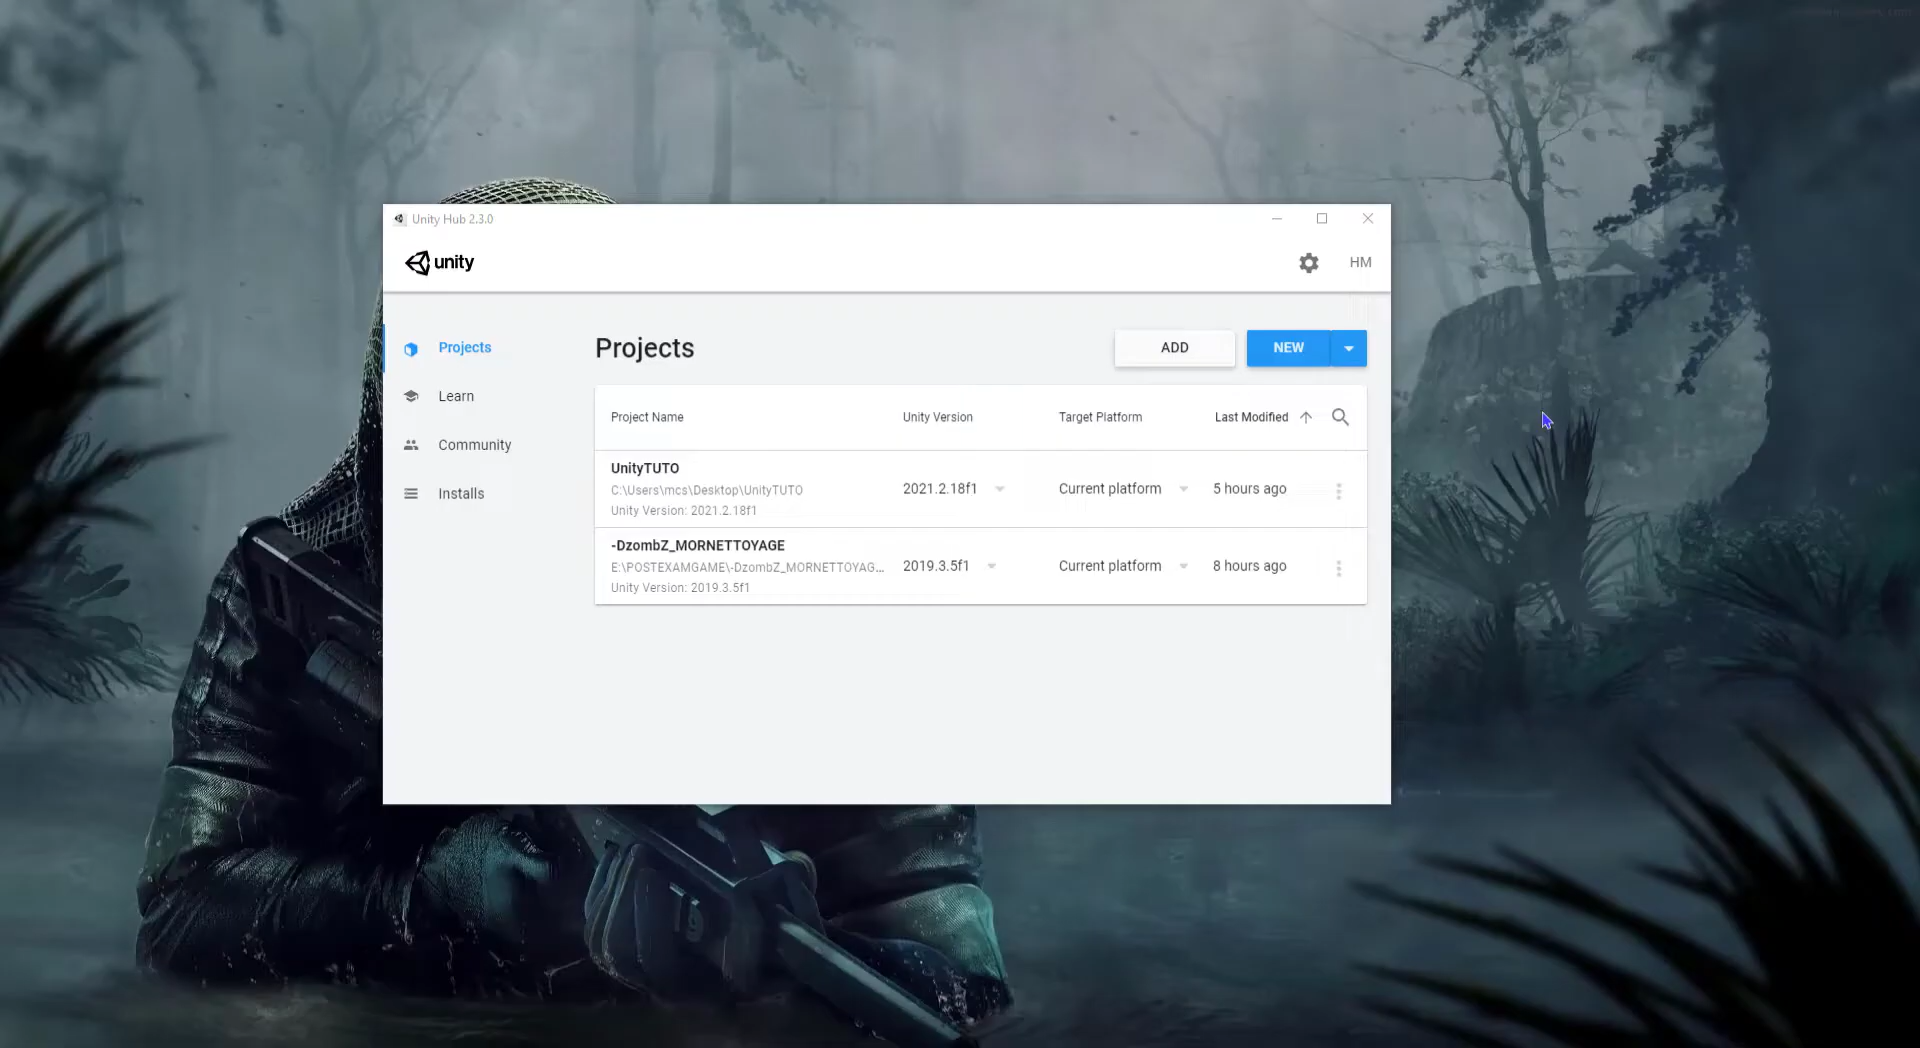 Unity Hub 2.3.0
unity
HM
Projects
Learn
Community
Installs
Projects
ADD
NEW
Project Name
Unity Version
Target Platform
Last Modified
UnityTUTO
C:\Users\mcs\Desktop\UnityTUTO
Unity Version: 2021.2.18f1
2021.2.18f1
Current platform
5 hours ago
-DzombZ_MORNETTOYAGE
E:\POSTEXAMGAME\-DzombZ_MORNETTOYAG...
Unity Version: 2019.3.5f1
2019.3.5f1
Current platform
8 hours ago